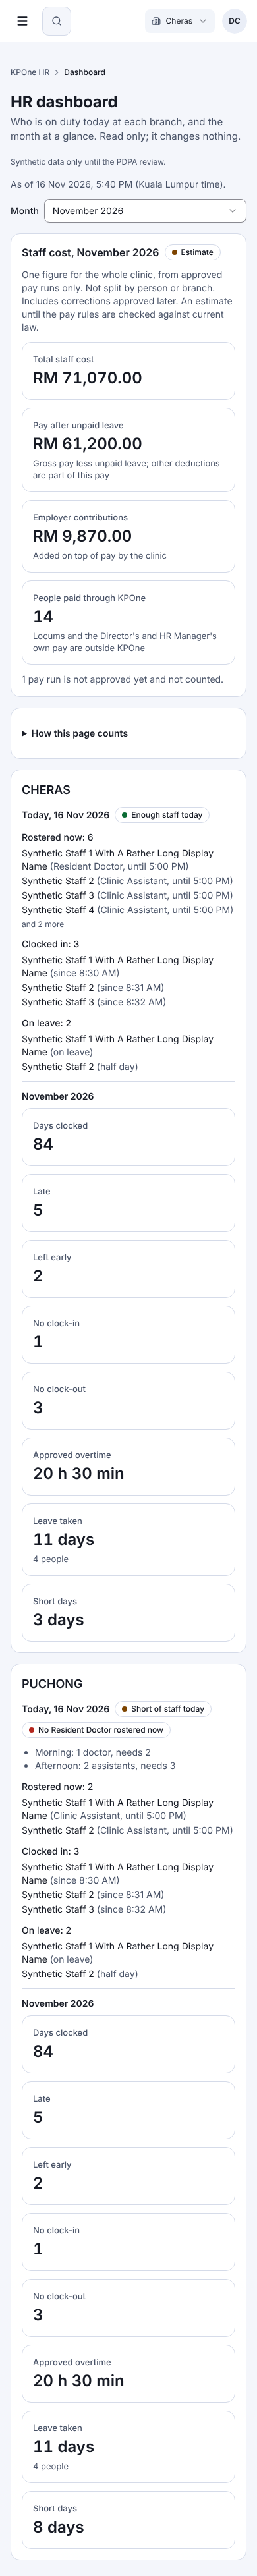 Cheras
DC
KPOne HR > Dashboard
HR dashboard
Who is on duty today at each branch, and the
month at a glance. Read only; it changes nothing.
Synthetic data only until the PDPA review.
As of 16 Nov 2026, 5:40 PM (Kuala Lumpur time).
Month
November 2026
Staff cost, November 2026
Estimate
One figure for the whole clinic, from approved
pay runs only. Not split by person or branch.
Includes corrections approved later. An estimate
until the pay rules are checked against current
law.
Total staff cost
RM 71,070.00
Pay after unpaid leave
RM 61,200.00
Gross pay less unpaid leave; other deductions
are part of this pay
Employer contributions
RM 9,870.00
Added on top of pay by the clinic
People paid through KPOne
14
Locums and the Director's and HR Manager's
own pay are outside KPOne
1 pay run is not approved yet and not counted.
How this page counts
CHERAS
Today, 16 Nov 2026
Enough staff today
Rostered now: 6
Synthetic Staff 1 With A Rather Long Display
Name (Resident Doctor, until 5:00 PM)
Synthetic Staff 2 (Clinic Assistant, until 5:00 PM)
Synthetic Staff 3 (Clinic Assistant, until 5:00 PM)
Synthetic Staff 4 (Clinic Assistant, until 5:00 PM)
and 2 more
Clocked in: 3
Synthetic Staff 1 With A Rather Long Display
Name (since 8:30 AM)
Synthetic Staff 2 (since 8:31 AM)
Synthetic Staff 3 (since 8:32 AM)
On leave: 2
Synthetic Staff 1 With A Rather Long Display
Name (on leave)
Synthetic Staff 2 (half day)
November 2026
Days clocked
84
Late
5
Left early
2
No clock-in
1
No clock-out
3
Approved overtime
20 h 30 min
Leave taken
11 days
4 people
Short days
3 days
PUCHONG
Today, 16 Nov 2026
Short of staff today
No Resident Doctor rostered now
• Morning: 1 doctor, needs 2
• Afternoon: 2 assistants, needs 3
Rostered now: 2
Synthetic Staff 1 With A Rather Long Display
Name (Clinic Assistant, until 5:00 PM)
Synthetic Staff 2 (Clinic Assistant, until 5:00 PM)
Clocked in: 3
Synthetic Staff 1 With A Rather Long Display
Name (since 8:30 AM)
Synthetic Staff 2 (since 8:31 AM)
Synthetic Staff 3 (since 8:32 AM)
On leave: 2
Synthetic Staff 1 With A Rather Long Display
Name (on leave)
Synthetic Staff 2 (half day)
November 2026
Days clocked
84
Late
5
Left early
2
No clock-in
1
No clock-out
3
Approved overtime
20 h 30 min
Leave taken
11 days
4 people
Short days
8 days